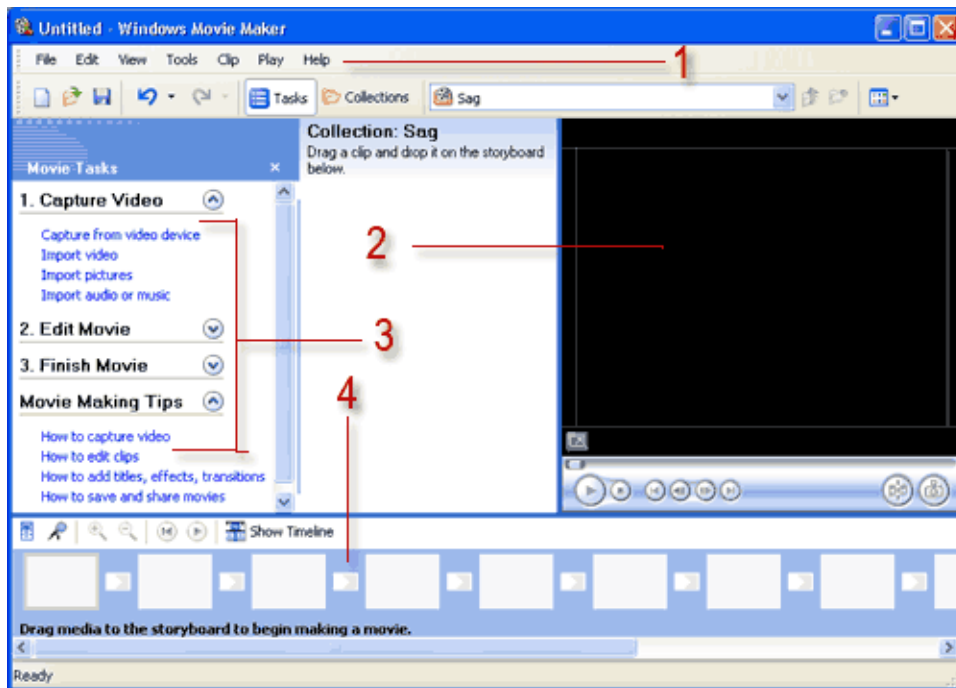 Untitled - Windows Movie Maker
File Edit View Tools Clip Play Help
1
Tasks Collections Sag
Movie Tasks
Collection: Sag
Drag a clip and drop it on the storyboard
below.
1. Capture Video
Capture from video device
Import video
Import pictures
Import audio or music
2
2. Edit Movie
3
3. Finish Movie
Movie Making Tips
4
How to capture video
How to edit clips
How to add titles, effects, transitions
How to save and share movies
Show Timeline
Drag media to the storyboard to begin making a movie.
Ready